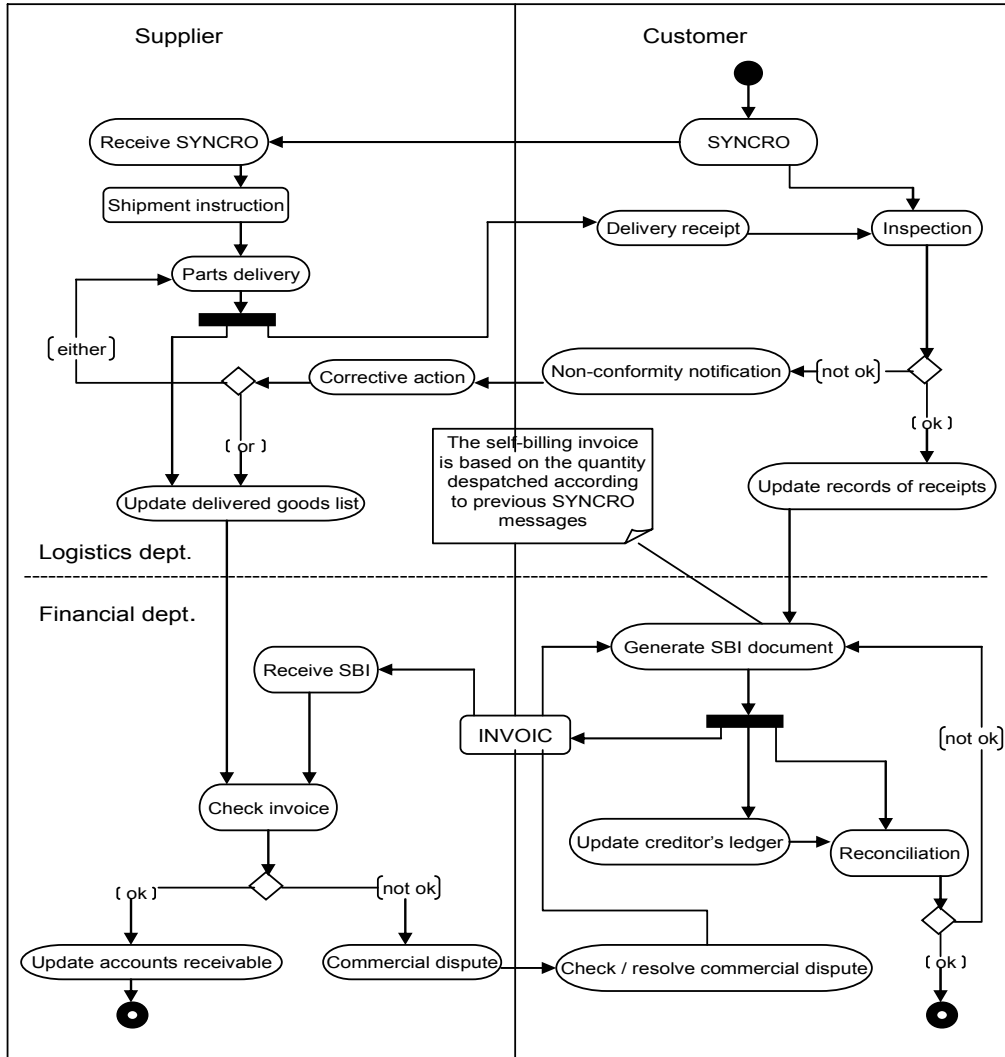 Supplier
Customer
Receive SYNCRO
SYNCRO
Shipment instruction
Delivery receipt
Inspection
Parts delivery
[either]
Corrective action
Non-conformity notification
[not ok]
[ok]
[or]
The self-billing invoice
is based on the quantity
despatched according
to previous SYNCRO
messages
Update delivered goods list
Update records of receipts
Logistics dept.
Financial dept.
Generate SBI document
Receive SBI
INVOIC
[not ok]
Check invoice
Update creditor's ledger
Reconciliation
[ok]
[not ok]
Update accounts receivable
Commercial dispute
Check / resolve commercial dispute
[ok]